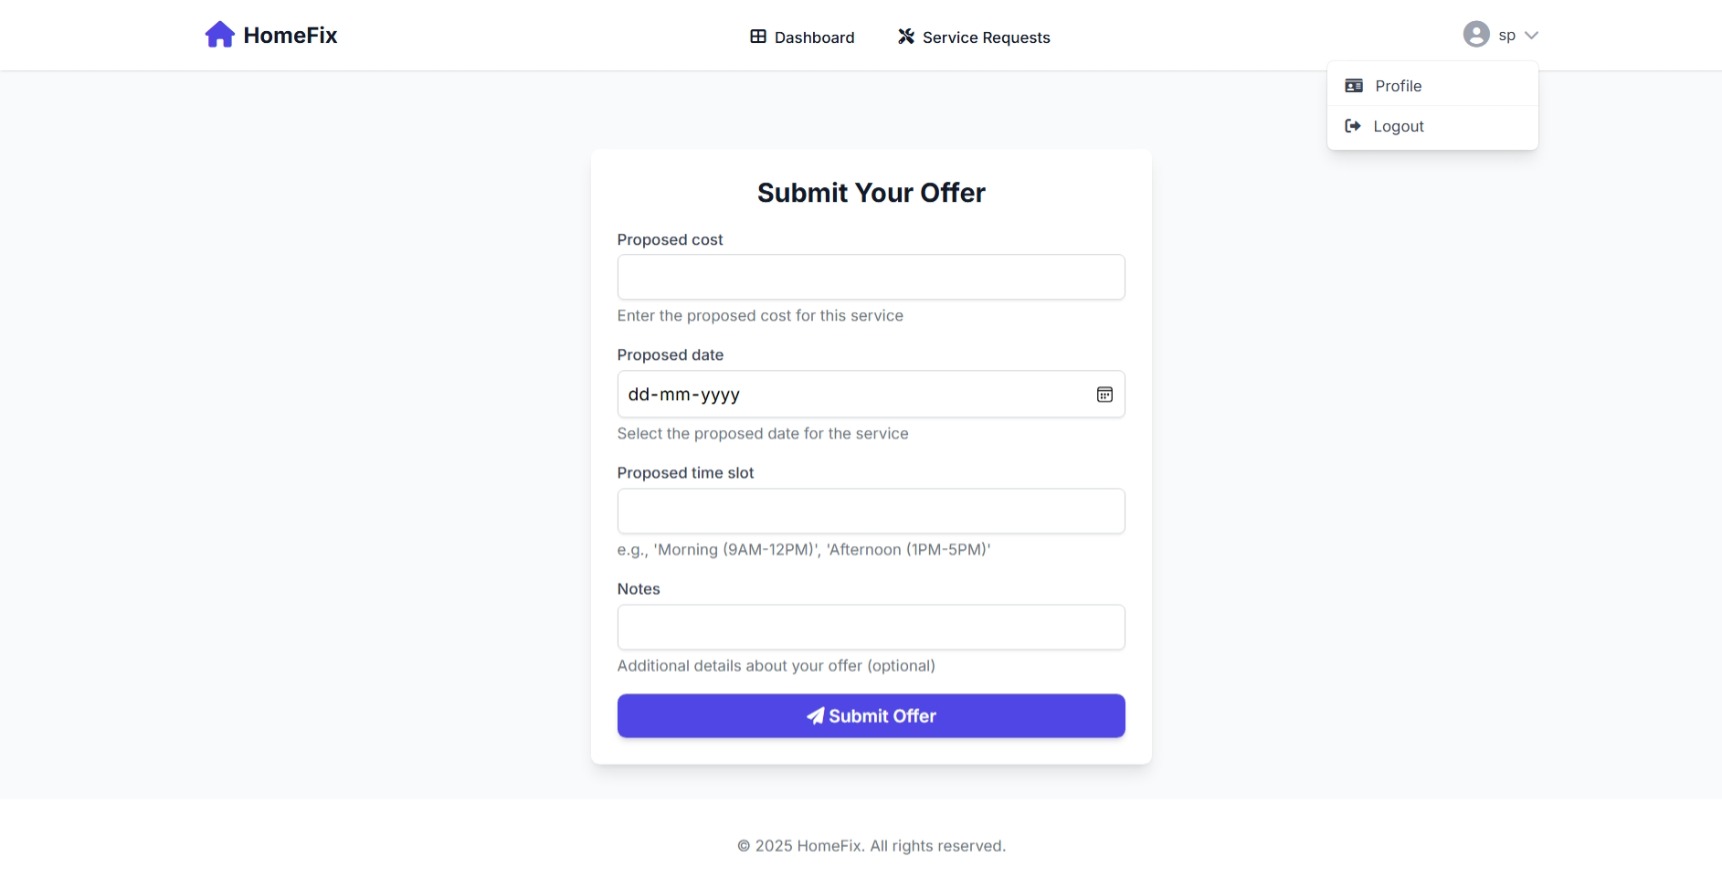 HomeFix
Dashboard
Service Requests
sp
Profile
Logout
Submit Your Offer
Proposed cost
Enter the proposed cost for this service
Proposed date
dd-mm-yyyy
Select the proposed date for the service
Proposed time slot
e.g., 'Morning (9AM-12PM)', 'Afternoon (1PM-5PM)'
Notes
Additional details about your offer (optional)
Submit Offer
© 2025 HomeFix. All rights reserved.